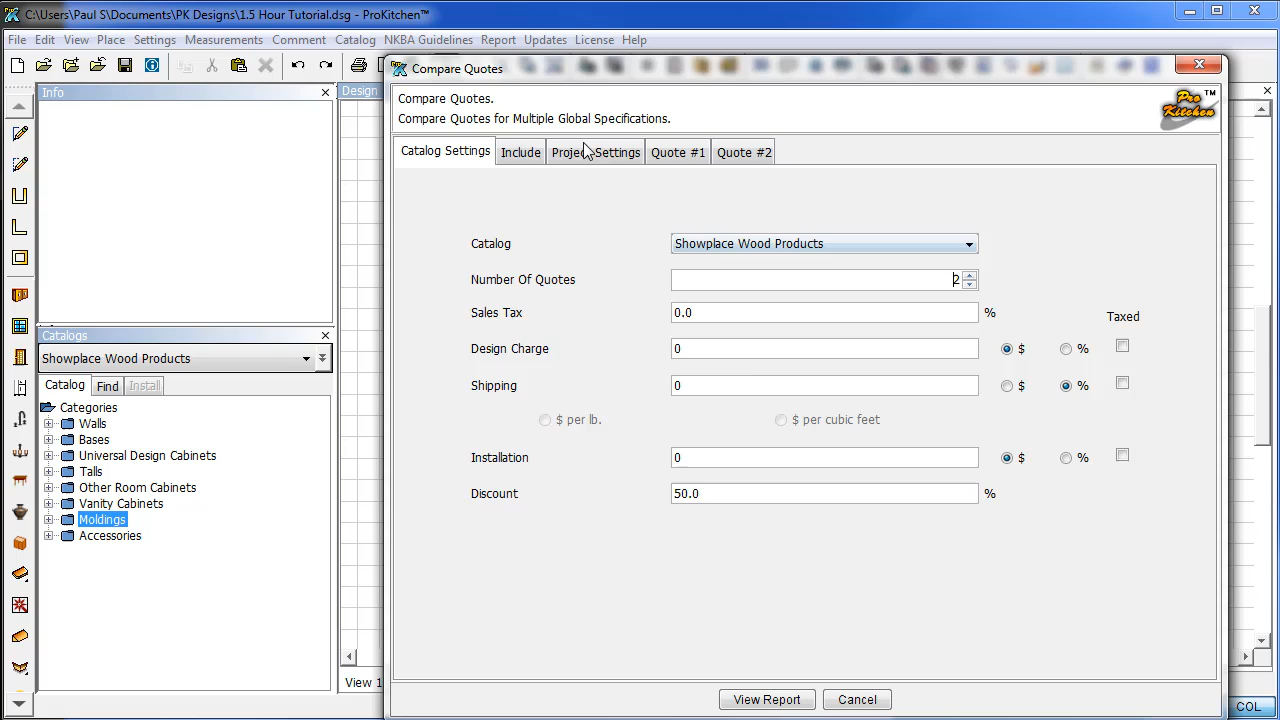 C:\Users\Paul S\Documents\PK Designs\1.5 Hour Tutorial.dsg - ProKitchen™
File Edit View Place Settings Measurements Comment Catalog NKBA Guidelines Report Updates License Help
Info
Design
Compare Quotes
Compare Quotes.
Compare Quotes for Multiple Global Specifications.
Pro Kitchen ™
Catalog Settings Include Project Settings Quote #1 Quote #2
Catalog Showplace Wood Products
Number Of Quotes 2
Sales Tax 0.0 %
Taxed
Design Charge 0 $ %
Shipping 0 $ %
$ per lb. $ per cubic feet
Installation 0 $ %
Discount 50.0 %
View Report Cancel
Catalogs
Showplace Wood Products
Catalog Find Install
Categories
Walls
Bases
Universal Design Cabinets
Talls
Other Room Cabinets
Vanity Cabinets
Moldings
Accessories
View 1
COL